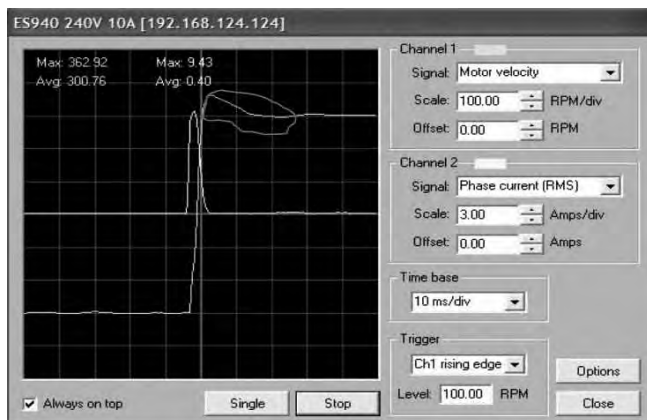 ES940 240V 10A [192.168.124.124]
Max: 362.92 Max: 9.43
Avg: 300.76 Avg: 0.40
Channel 1
Signal: Motor velocity
Scale: 100.00 RPM/div
Offset: 0.00 RPM
Channel 2
Signal: Phase current (RMS)
Scale: 3.00 Amps/div
Offset: 0.00 Amps
Time base
10 ms/div
Trigger
Ch1 rising edge
Level: 100.00 RPM
Options
Close
Always on top
Single
Stop